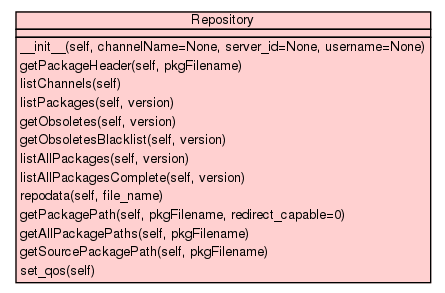 Repository
__init__(self, channelName=None, server_id=None, username=None)
getPackageHeader(self, pkgFilename)
listChannels(self)
listPackages(self, version)
getObsoletes(self, version)
getObsoletesBlacklist(self, version)
listAllPackages(self, version)
listAllPackagesComplete(self, version)
repodata(self, file_name)
getPackagePath(self, pkgFilename, redirect_capable=0)
getAllPackagePaths(self, pkgFilename)
getSourcePackagePath(self, pkgFilename)
set_qos(self)